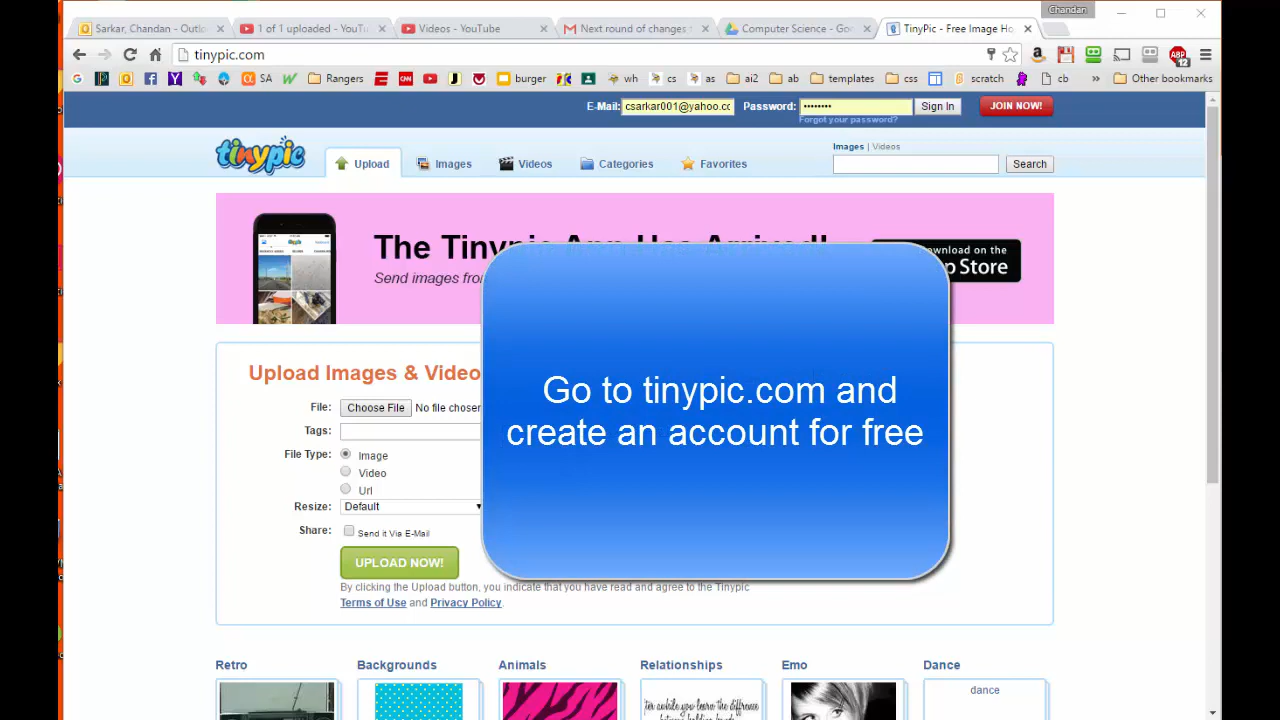 Chandan
Sarkar, Chandan - Outlo
1 of 1 uploaded - YouTu
Videos - YouTube
Next round of changes
Computer Science - Goo
TinyPic - Free Image Ho
tinypic.com
SA
Rangers
burger
wh
cs
as
ai2
ab
templates
css
scratch
cb
»
Other bookmarks
E-Mail:
csarkar001@yahoo.cc
Password:
••••••••
Sign In
JOIN NOW!
Forgot your password?
tinypic
Upload
Images
Videos
Categories
Favorites
Images | Videos
Search
The Tinypic App Has Arrived!
Send images from
ownload on the
p Store
Upload Images & Video
File:
Choose File
No file choser
Tags:
File Type:
Image
Video
Url
Resize:
Default
Share:
Send it Via E-Mail
UPLOAD NOW!
By clicking the Upload button, you indicate that you have read and agree to the Tinypic
Terms of Use and Privacy Policy.
Go to tinypic.com and
create an account for free
Retro
Backgrounds
Animals
Relationships
Emo
Dance
dance